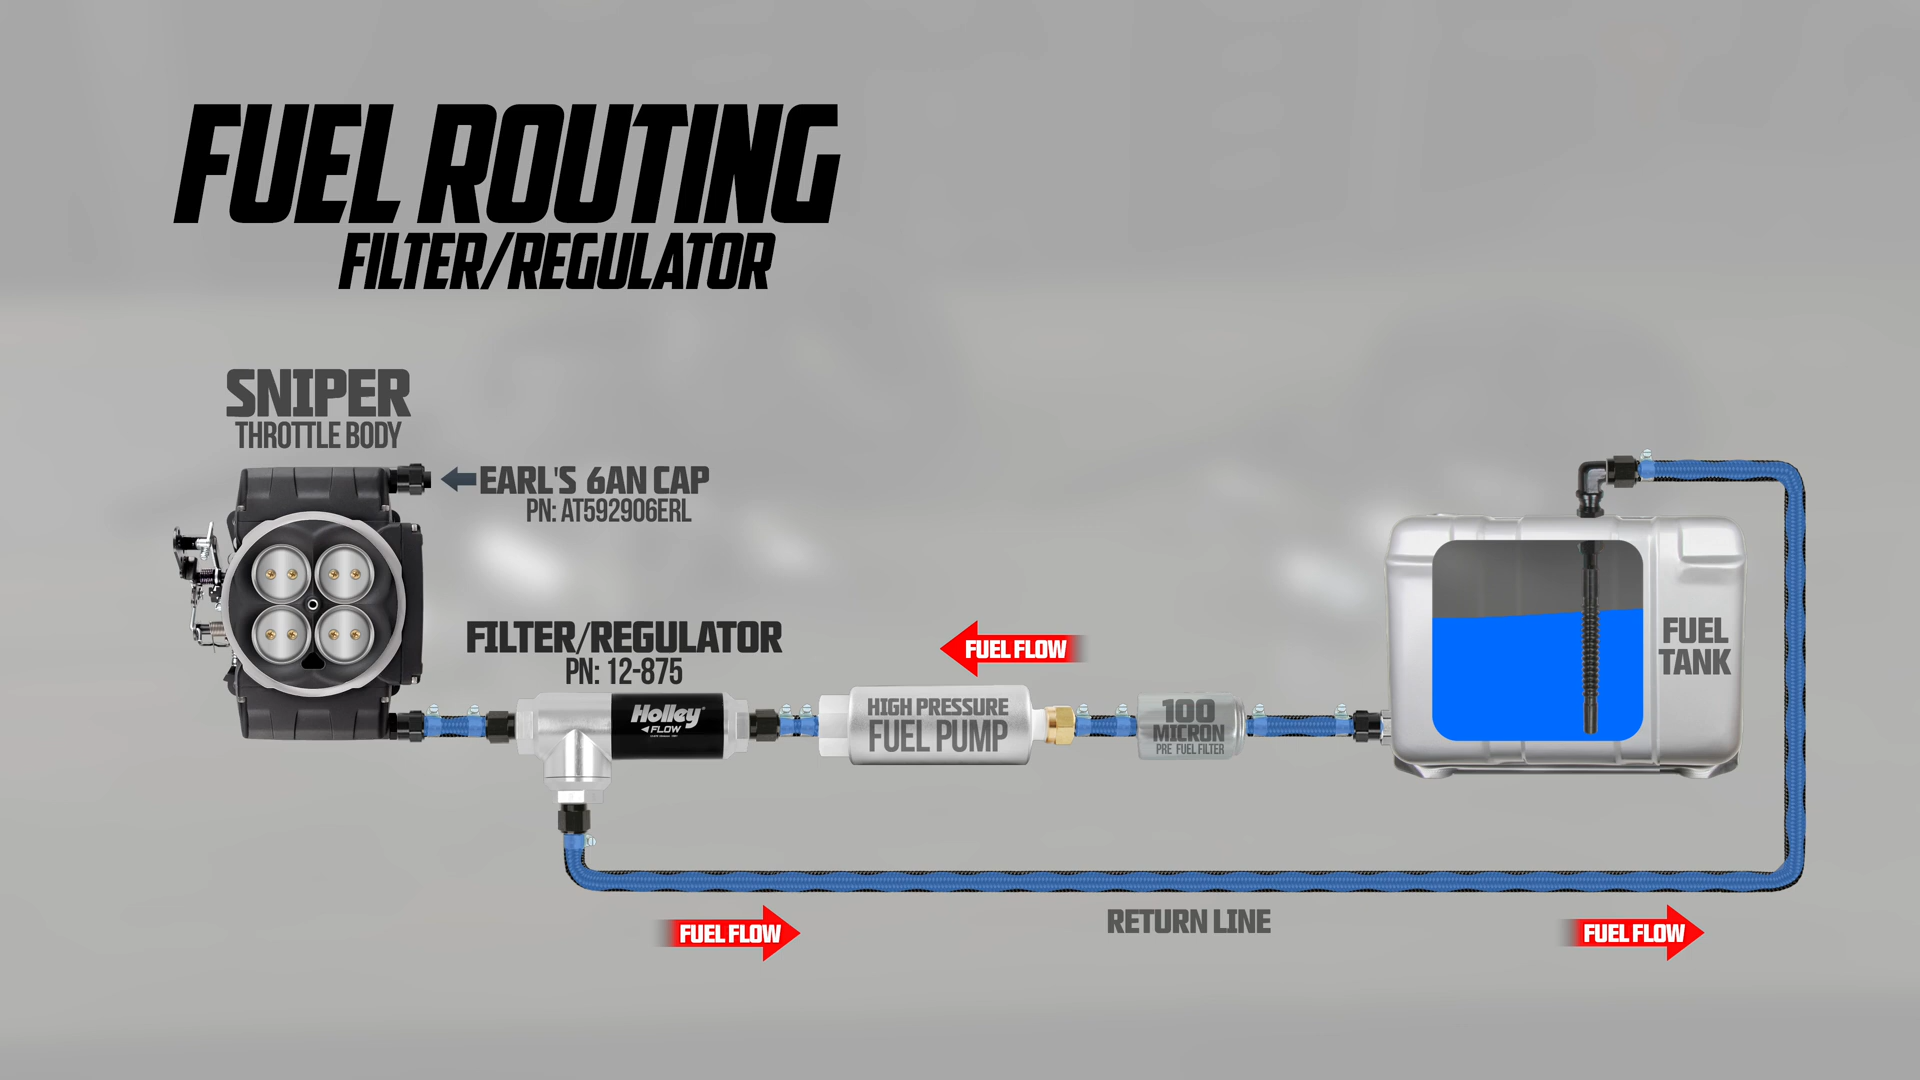 FUEL ROUTING
FILTER/REGULATOR
SNIPER
THROTTLE BODY
EARL'S 6AN CAP
PN: AT592906ERL
FILTER/REGULATOR
PN: 12-875
Holley
FLOW
FUEL FLOW
HIGH PRESSURE
FUEL PUMP
100
MICRON
PRE FUEL FILTER
FUEL
TANK
RETURN LINE
FUEL FLOW
FUEL FLOW